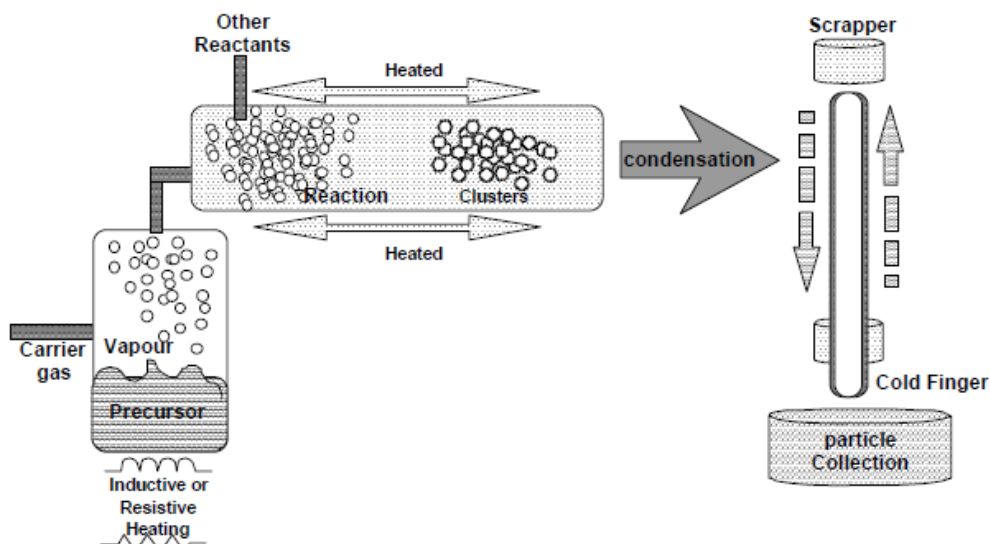 Other
Reactants
Heated
Reaction
Clusters
Heated
condensation
Scrapper
Carrier
gas
Vapour
Precursor
Inductive or
Resistive
Heating
Cold Finger
particle
Collection